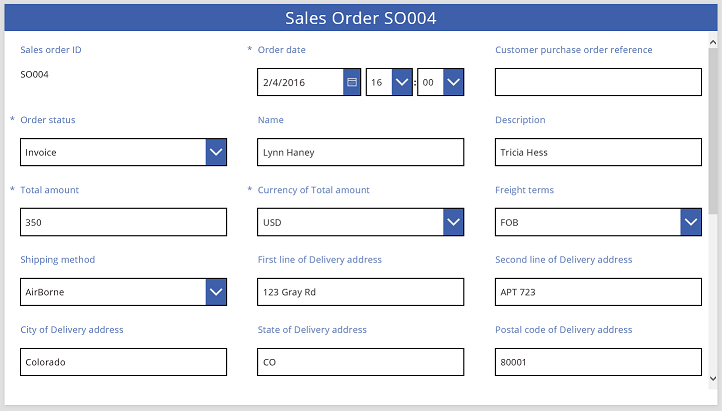 Sales Order SO004
Sales order ID
* Order date
Customer purchase order reference
SO004
2/4/2016 16 : 00
* Order status
Name
Description
Invoice
Lynn Haney
Tricia Hess
* Total amount
* Currency of Total amount
Freight terms
350
USD
FOB
Shipping method
First line of Delivery address
Second line of Delivery address
AirBorne
123 Gray Rd
APT 723
City of Delivery address
State of Delivery address
Postal code of Delivery address
Colorado
CO
80001